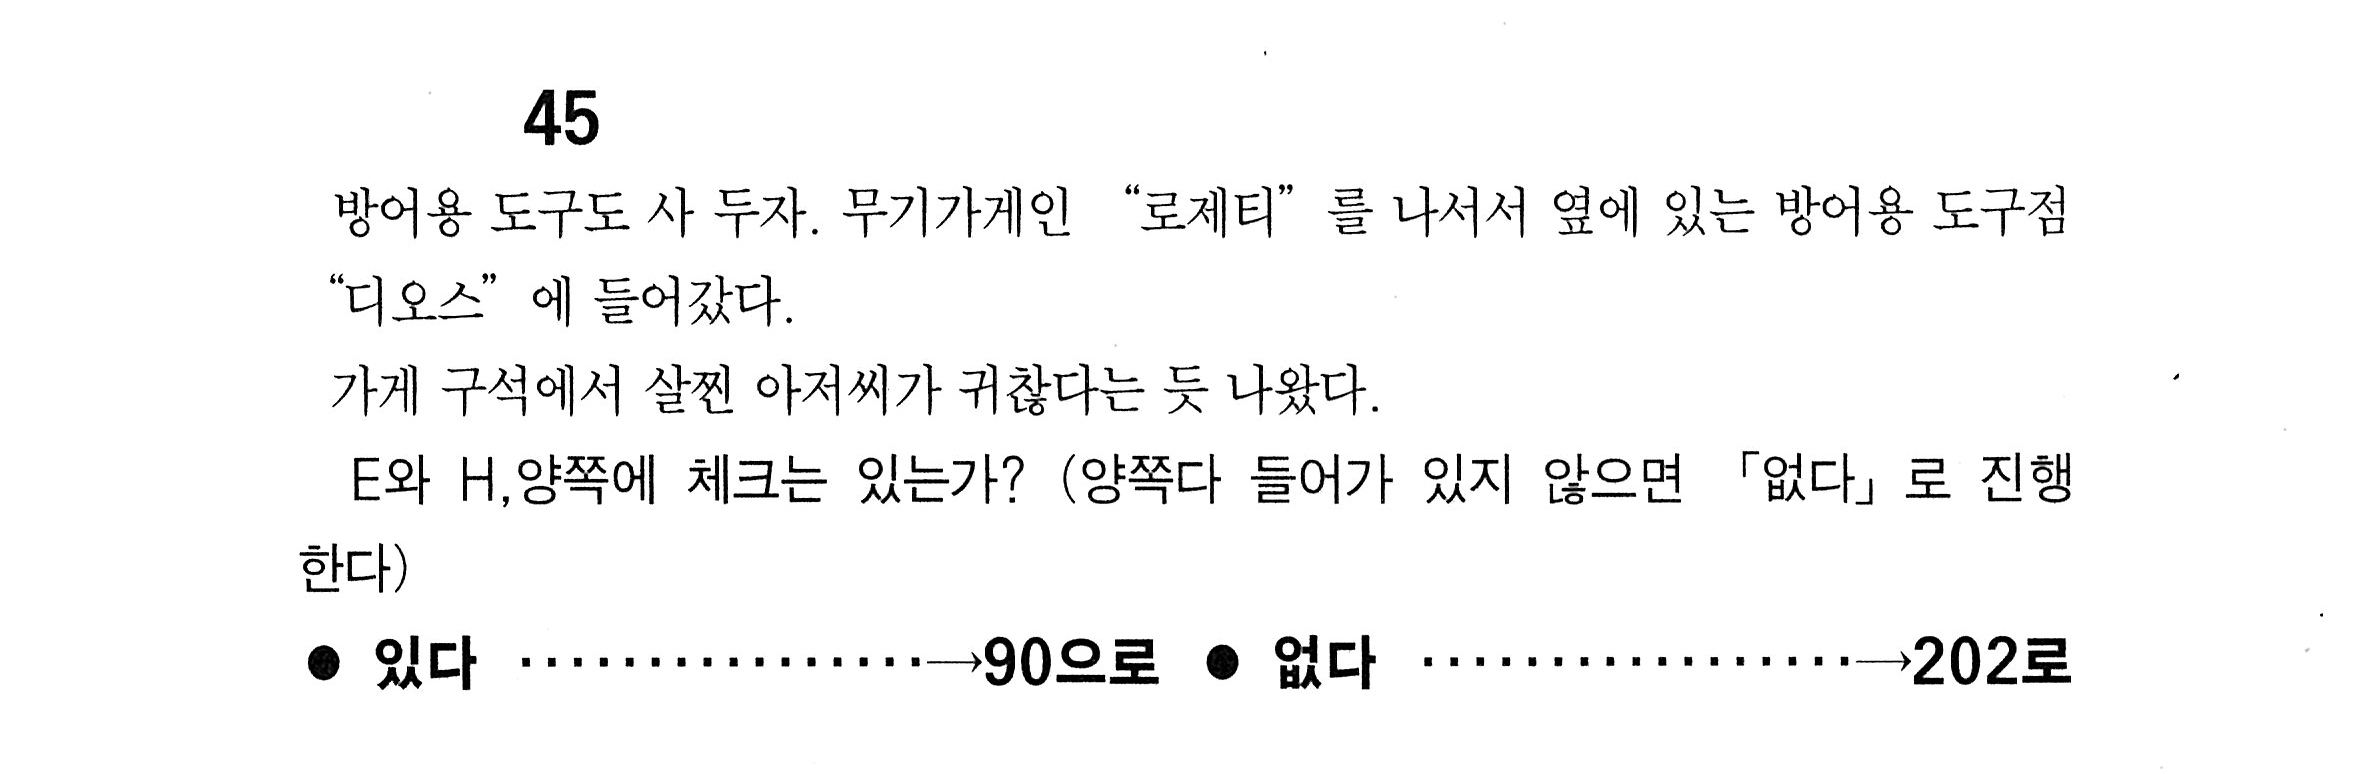 45
방어용 도구도 사 두자. 무기가게인 “로제티”를 나서서 옆에 있는 방어용 도구점
“디오스”에 들어갔다.
가게 구석에서 살찐 아저씨가 귀찮다는 듯 나왔다.
E와 H,양쪽에 체크는 있는가? (양쪽다 들어가 있지 않으면 「없다」로 진행
한다)
● 있다 ················→90으로 ● 없다 ·················→202로